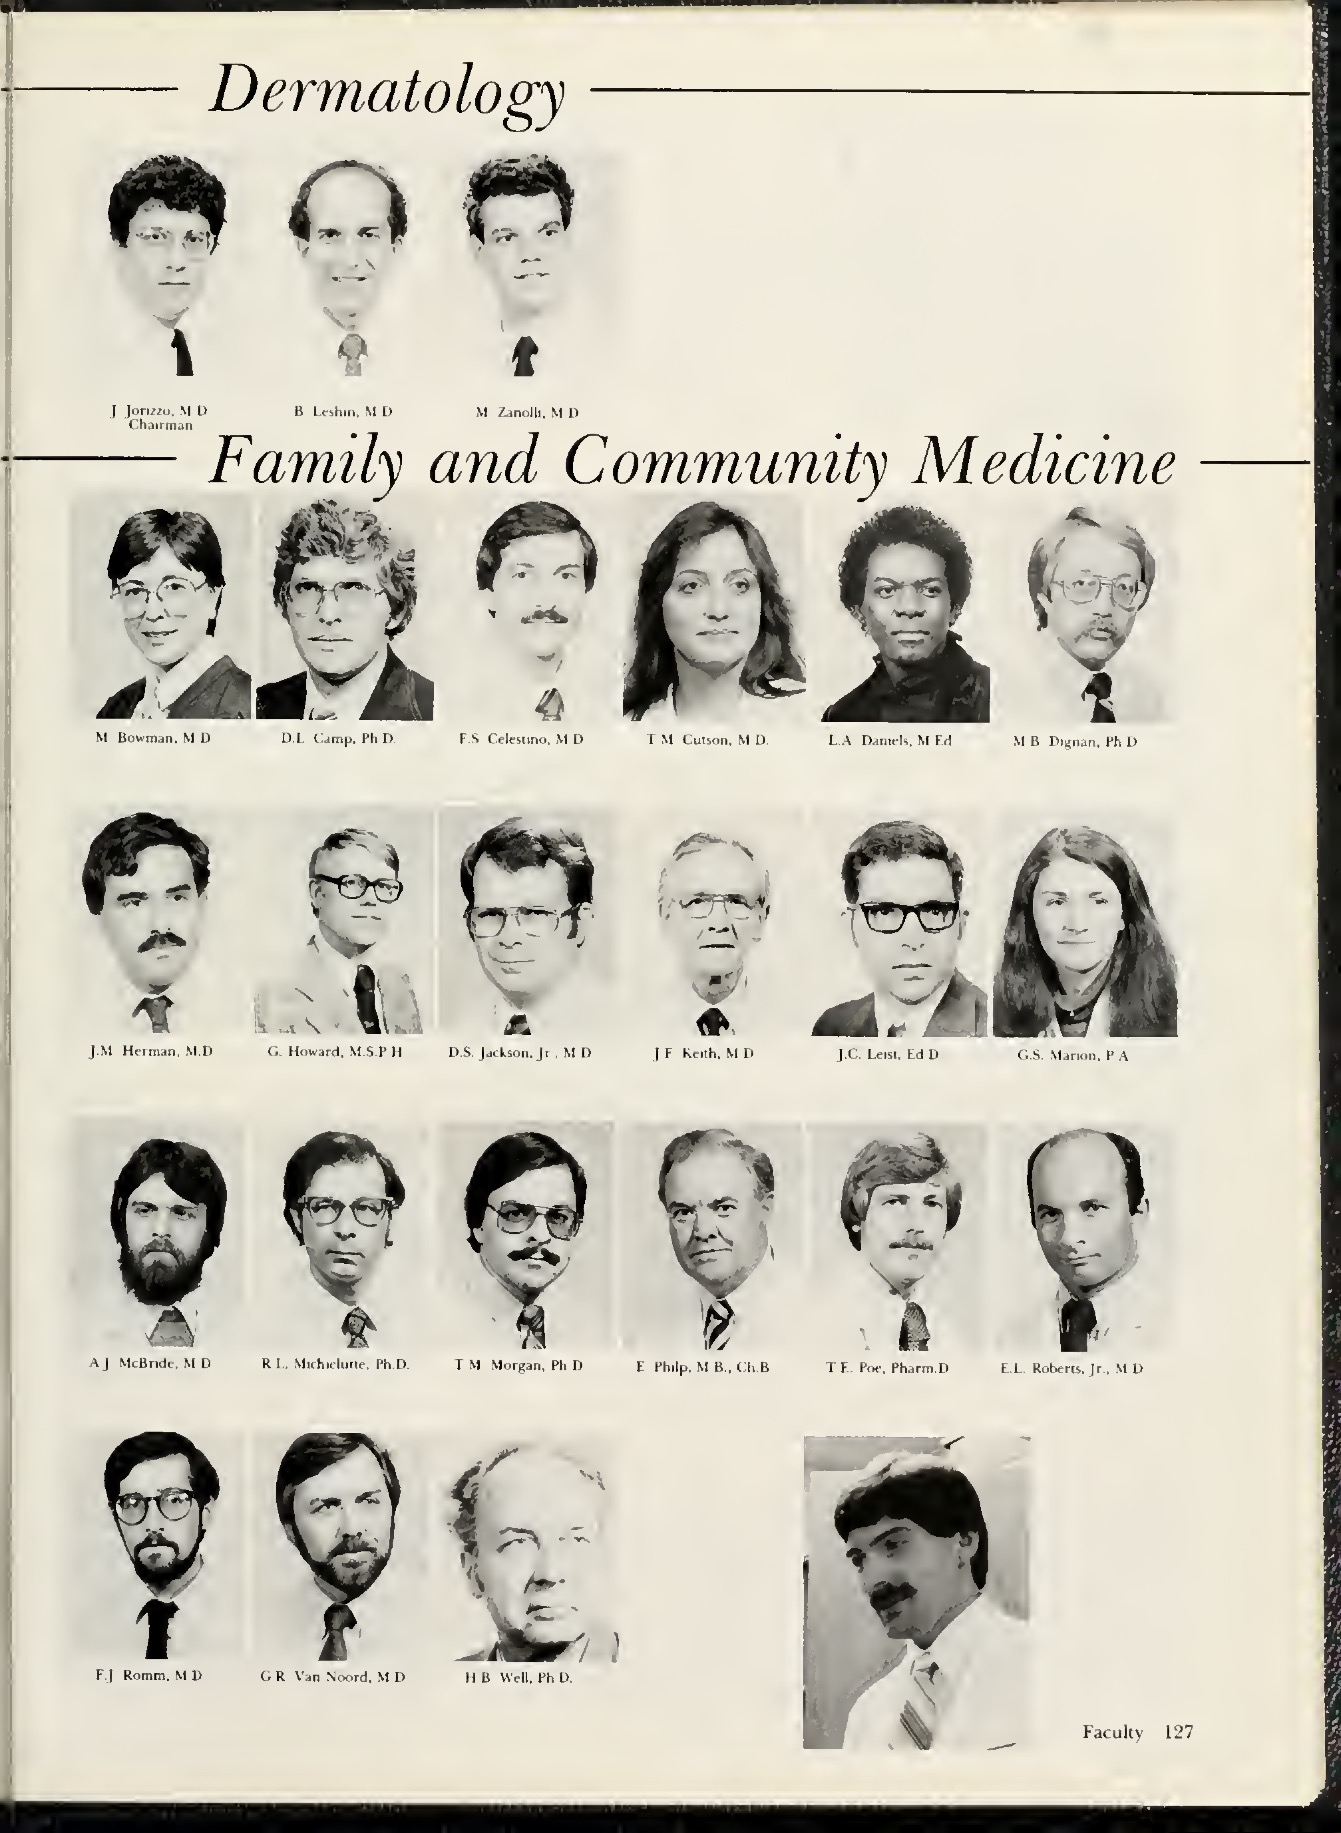 Dermatology
J Jorizzo, M D
Chairman
B Leshin, M D
M Zanolli, M D
Family and Community Medicine
M Bowman, M D
D.L Camp, Ph D.
F.S Celestino, M D
T M Cutson, M D.
L.A Daniels, M Ed
M B Dignan, Ph D
J.M Herman, M.D
G. Howard, M.S.P H
D.S. Jackson, Jr , M D
J F Keith, M D
J.C. Leist, Ed D
G.S. Marion, P A
A J McBride, M D
R L. Michielutte, Ph.D.
T M Morgan, Ph D
E Philp, M B., Ch.B
T E. Poe, Pharm.D
E.L. Roberts, Jr., M D
F.J Romm, M D
G R Van Noord, M D
H B Well, Ph D.
Faculty 127